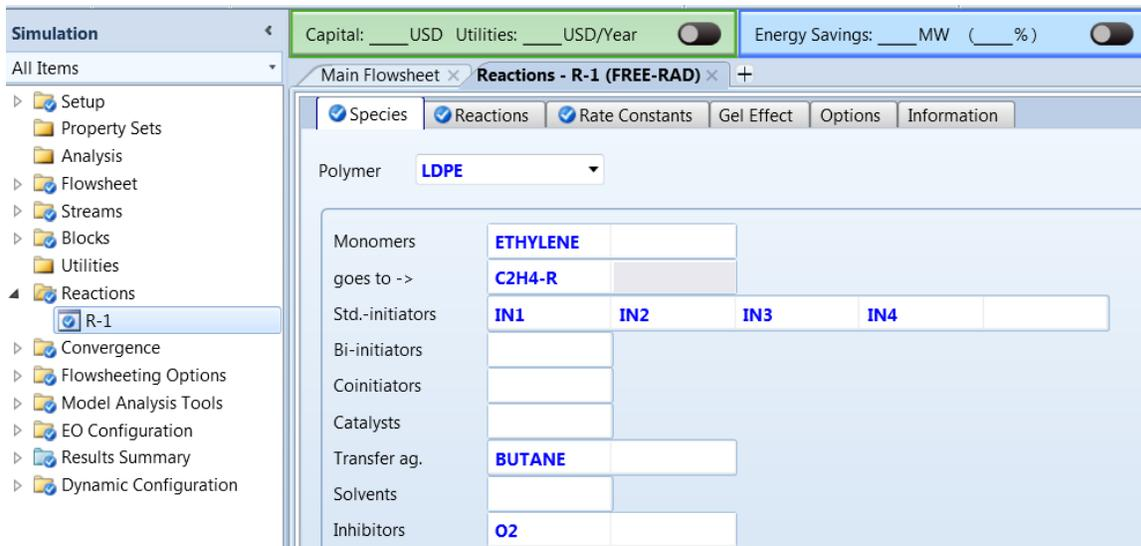 Simulation
All Items
Setup
Property Sets
Analysis
Flowsheet
Streams
Blocks
Utilities
Reactions
R-1
Convergence
Flowsheeting Options
Model Analysis Tools
EO Configuration
Results Summary
Dynamic Configuration
Capital: ____USD Utilities: ____USD/Year
Energy Savings: ____MW (____%)
Main Flowsheet × Reactions - R-1 (FREE-RAD) × +
Species Reactions Rate Constants Gel Effect Options Information
Polymer LDPE
Monomers ETHYLENE
goes to -> C2H4-R
Std.-initiators IN1 IN2 IN3 IN4
Bi-initiators
Coinitiators
Catalysts
Transfer ag. BUTANE
Solvents
Inhibitors O2